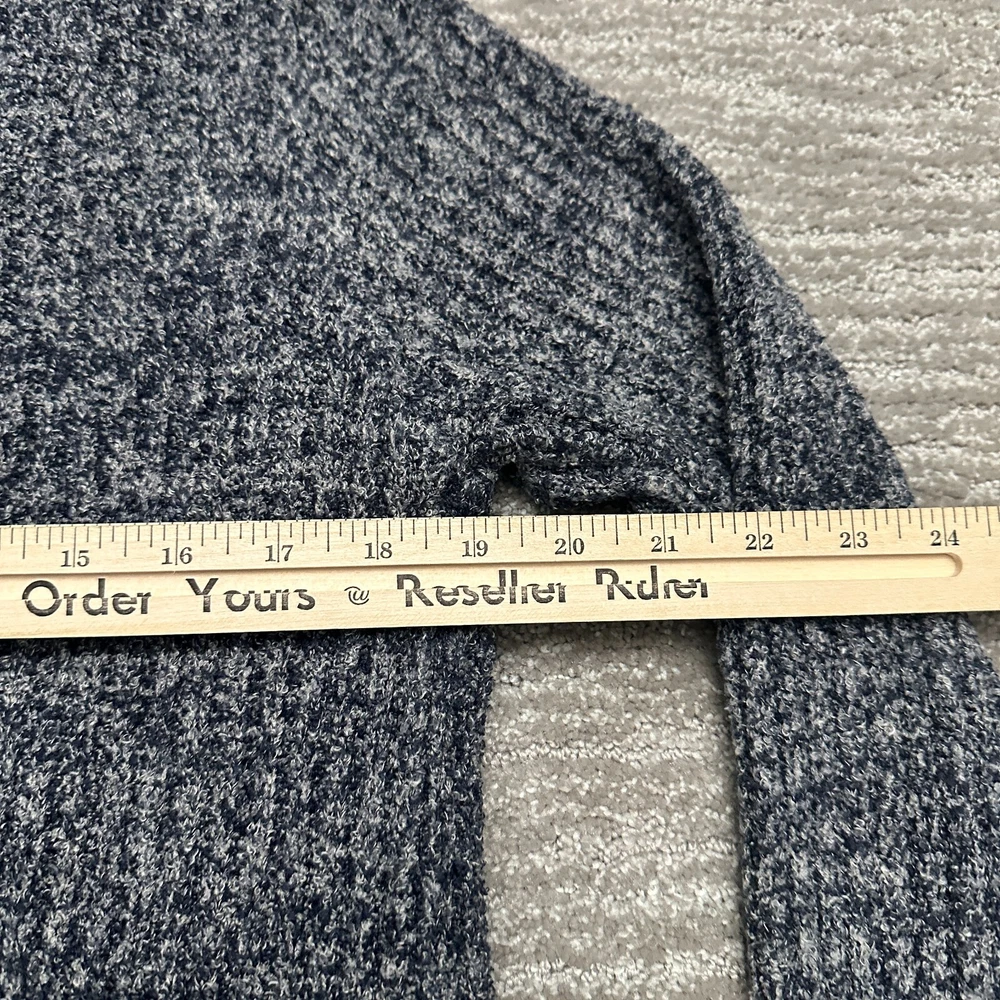 15 16 17 18 19 20 21 22 23 24
Order Yours @ Reseller Ruler